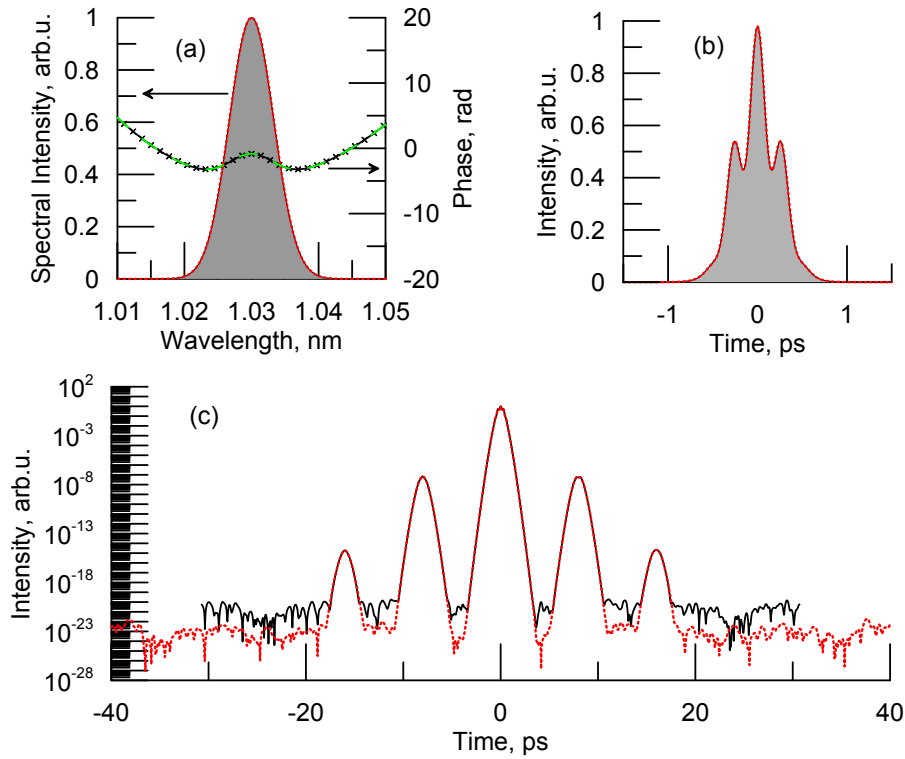 (a)
Spectral Intensity, arb.u.
1
0.8
0.6
0.4
0.2
0
20
10
0
-10
-20
Phase, rad
1.01 1.02 1.03 1.04 1.05
Wavelength, nm
(b)
Intensity, arb.u.
1
0.8
0.6
0.4
0.2
0
-1 0 1
Time, ps
(c)
Intensity, arb.u.
10²
10⁻³
10⁻⁸
10⁻¹³
10⁻¹⁸
10⁻²³
10⁻²⁸
-40 -20 0 20 40
Time, ps